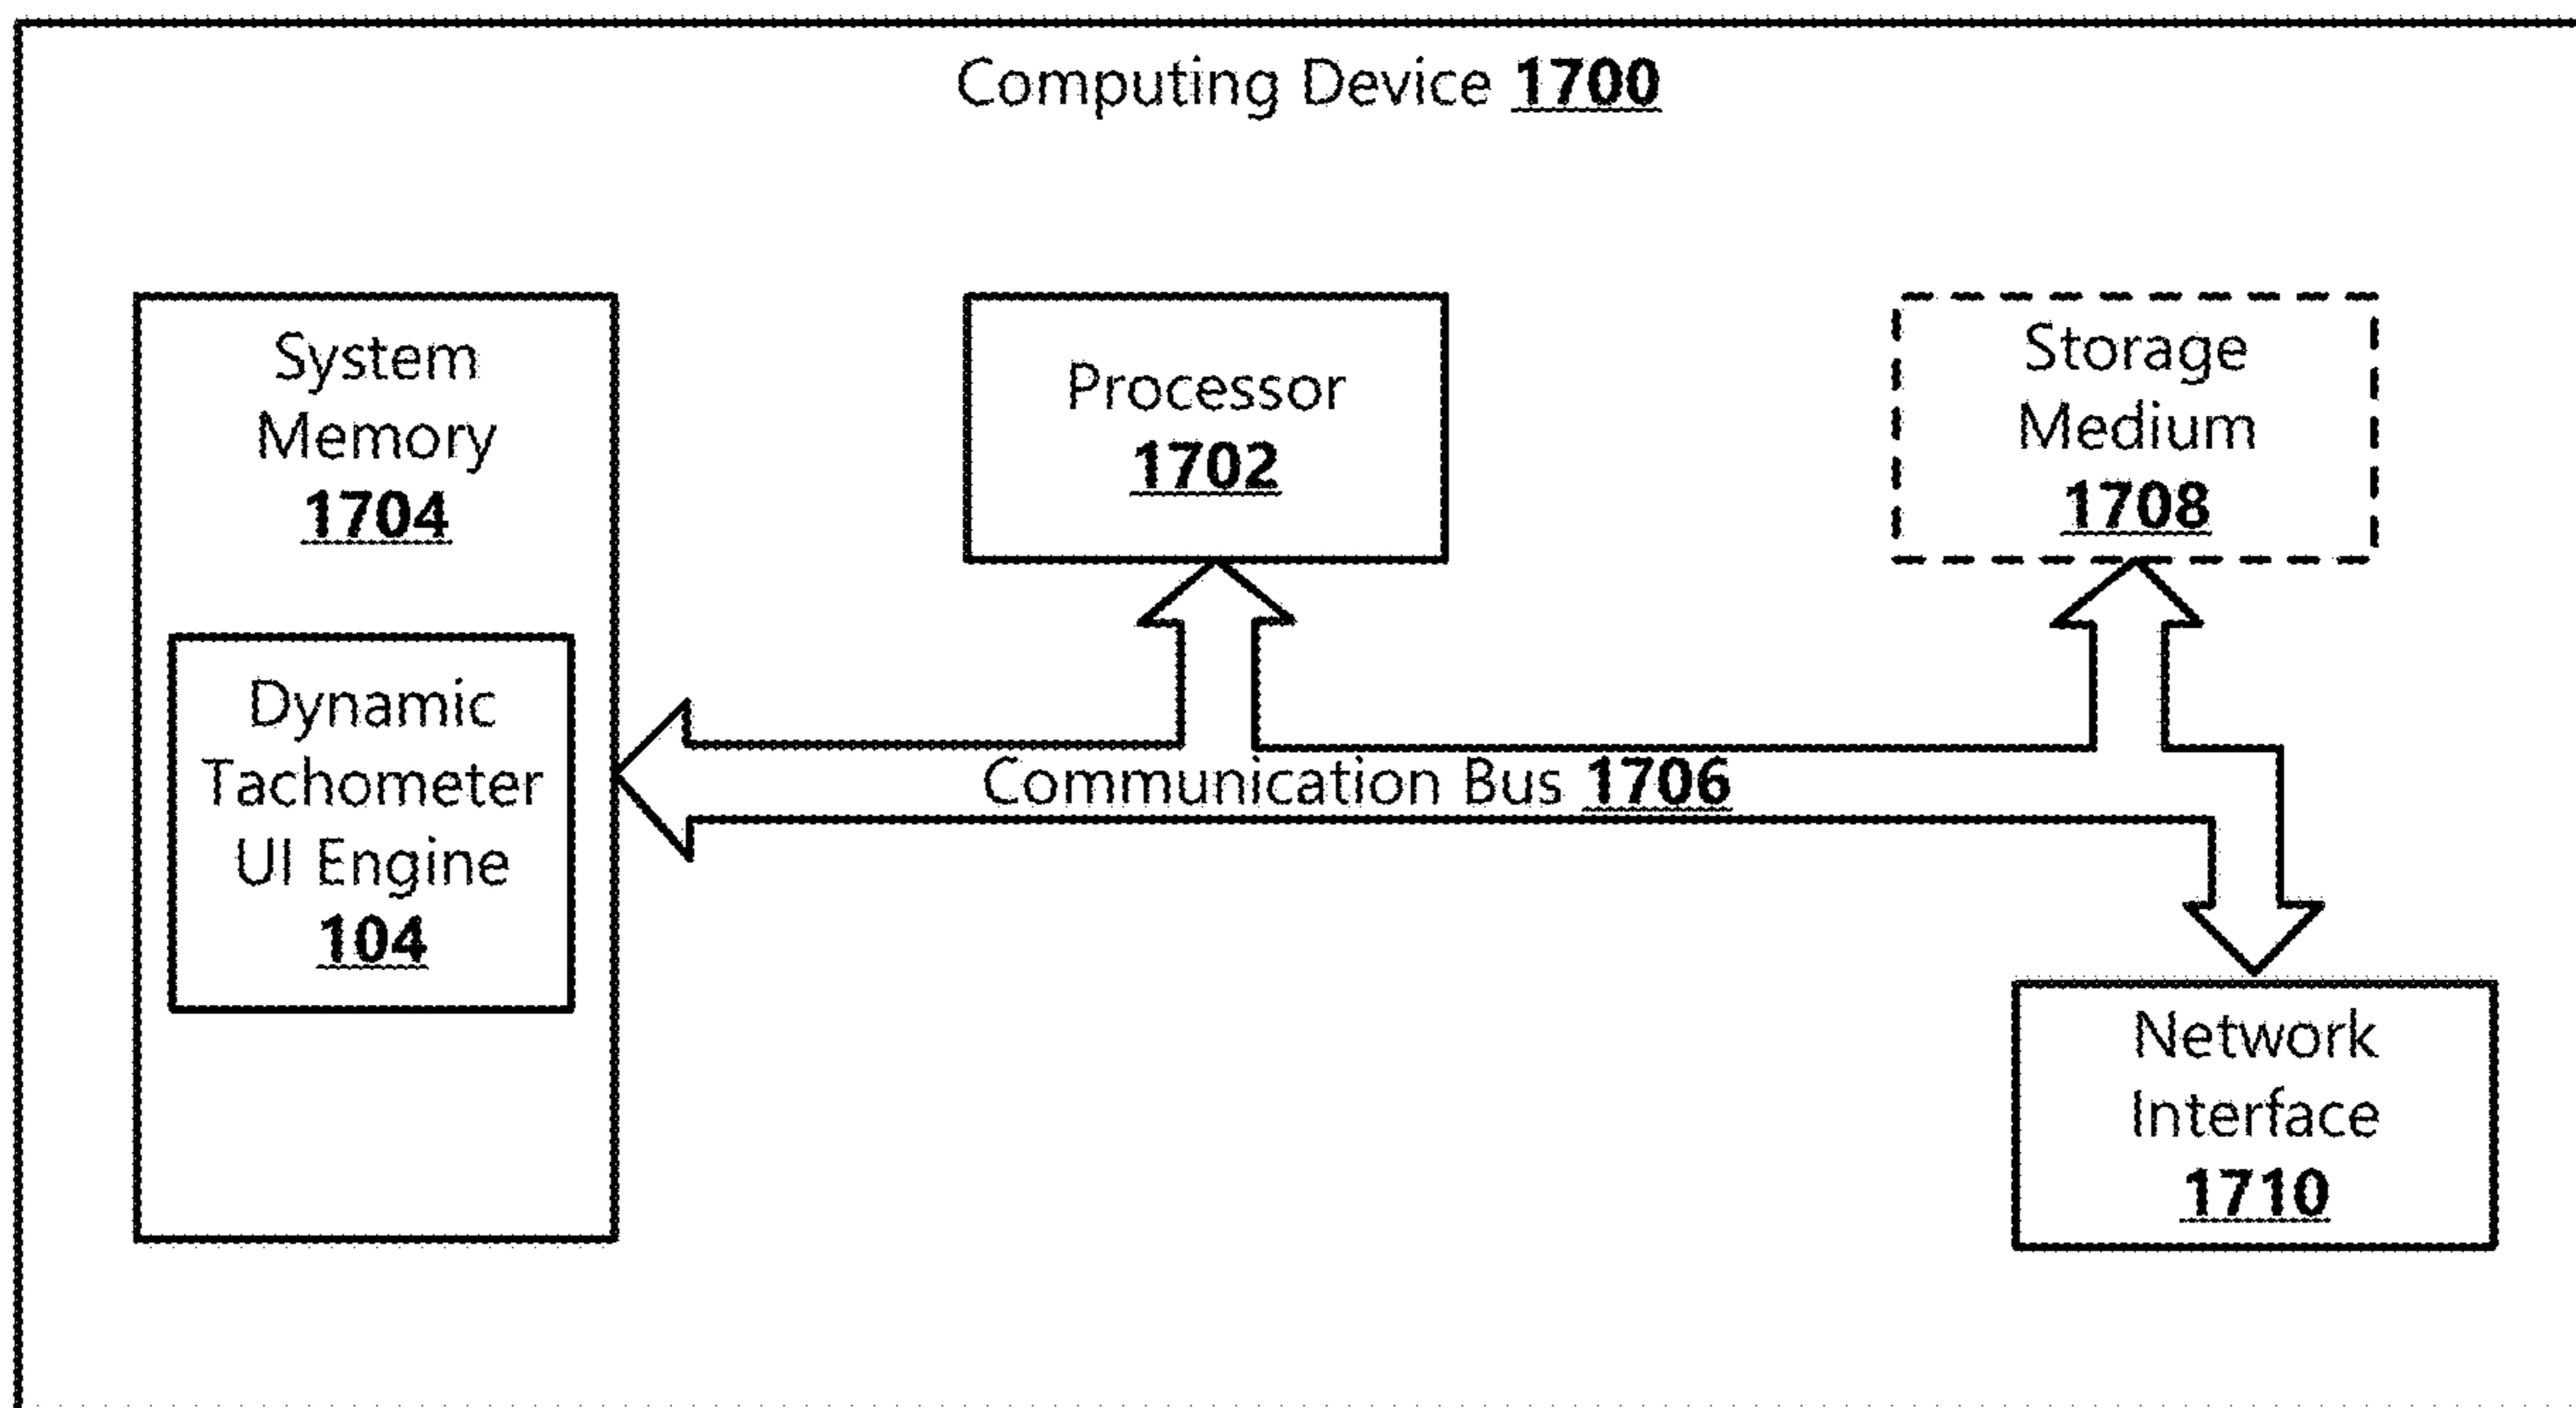 Computing Device 1700
System
Memory
1704
Dynamic
Tachometer
UI Engine
104
Processor
1702
Storage
Medium
1708
Communication Bus 1706
Network
Interface
1710